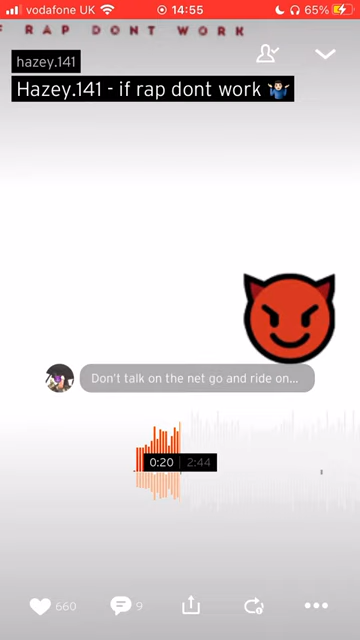 vodafone UK
14:55
65%
F RAP DONT WORK
hazey.141
Hazey.141 - if rap dont work 🤷🏻‍♂️
Don't talk on the net go and ride on...
0:20 | 2:44
660
9